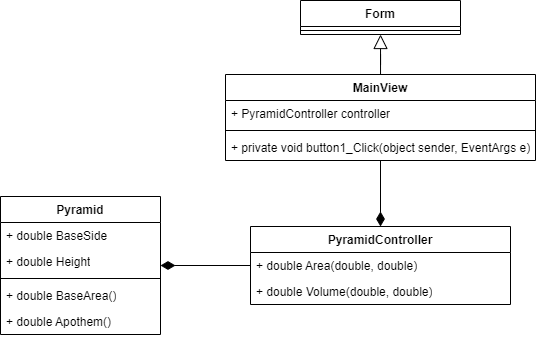 Form
MainView
+ PyramidController controller
+ private void button1_Click(object sender, EventArgs e)
Pyramid
+ double BaseSide
+ double Height
+ double BaseArea()
+ double Apothem()
PyramidController
+ double Area(double, double)
+ double Volume(double, double)